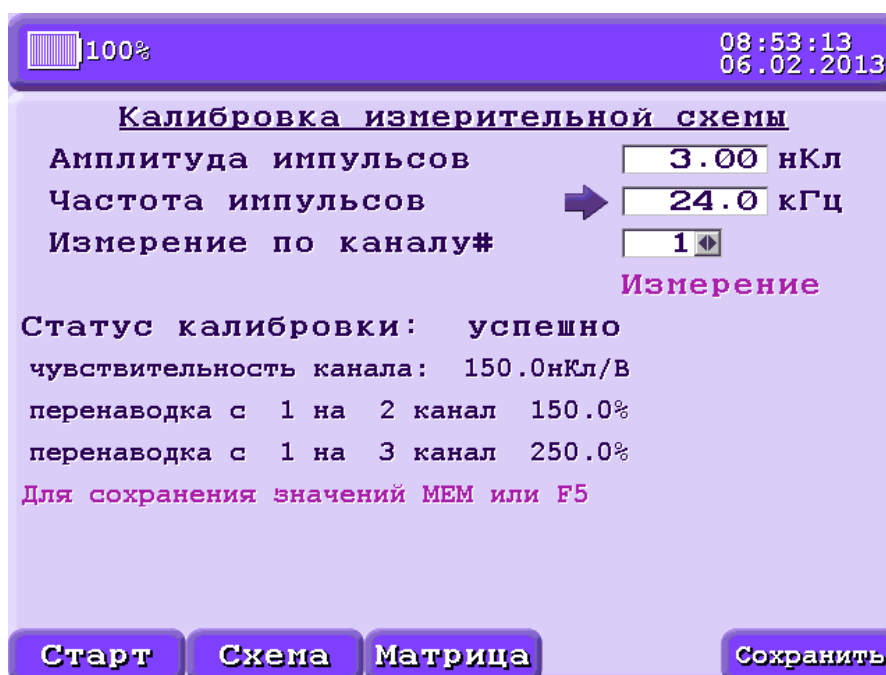 100%
08:53:13
06.02.2013
Калибровка измерительной схемы
Амплитуда импульсов 3.00 нКл
Частота импульсов 24.0 кГц
Измерение по каналу# 1
Измерение
Статус калибровки: успешно
чувствительность канала: 150.0нКл/В
перенаводка с 1 на 2 канал 150.0%
перенаводка с 1 на 3 канал 250.0%
Для сохранения значений МЕМ или F5
Старт Схема Матрица Сохранить